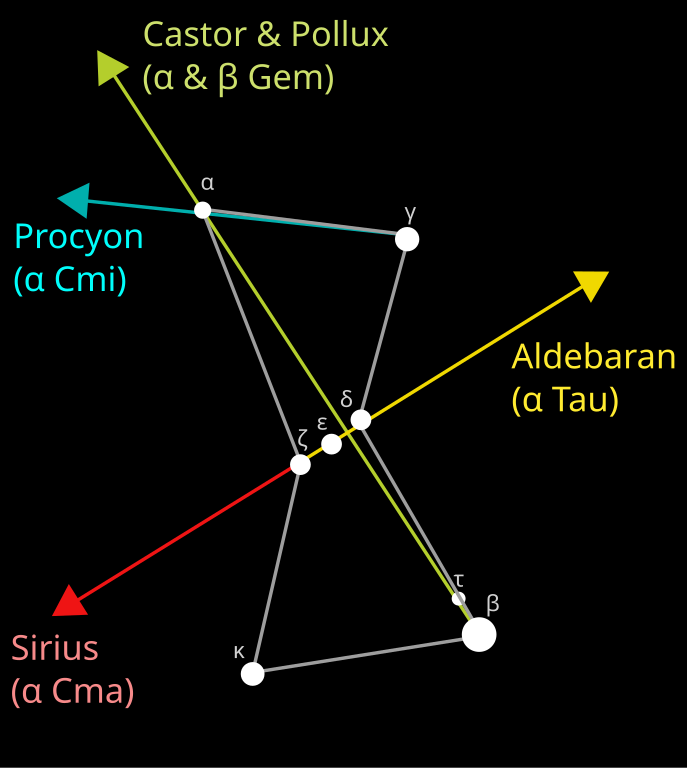 Castor & Pollux
(α & β Gem)
α
γ
Procyon
(α Cmi)
Aldebaran
(α Tau)
δ
ε
ζ
τ
β
κ
Sirius
(α Cma)